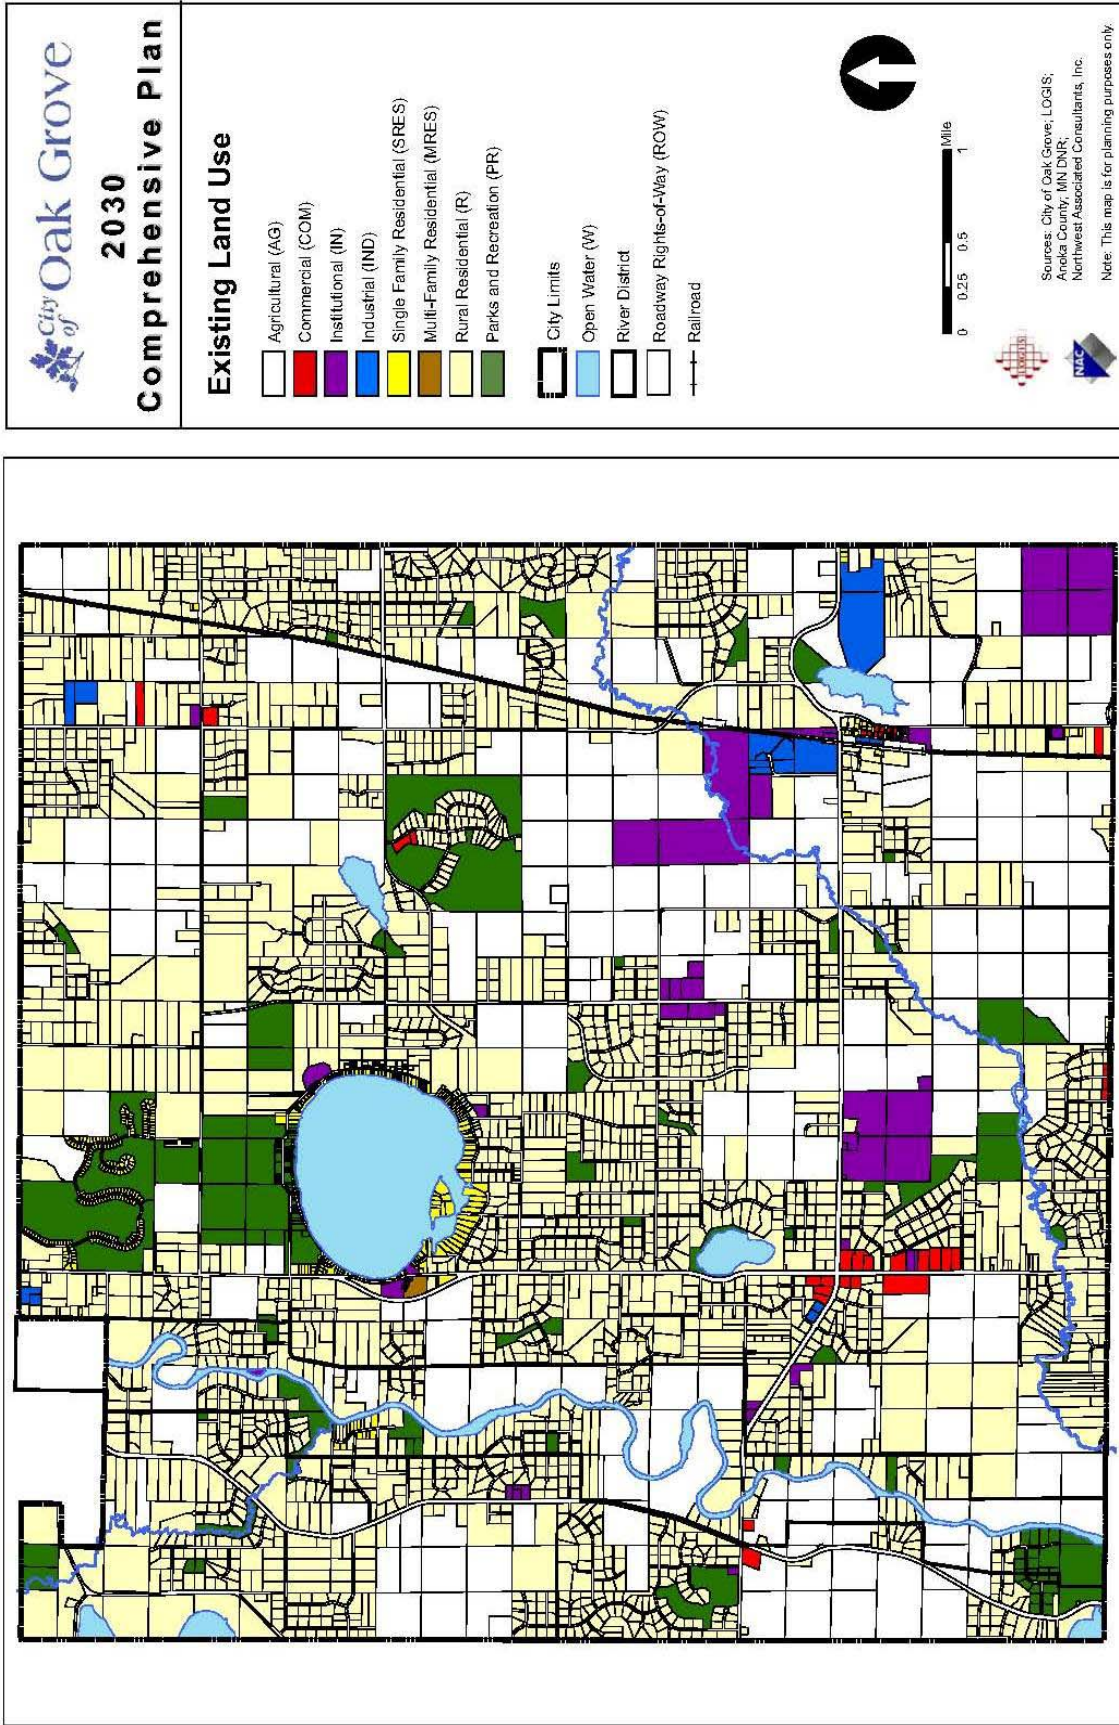 City of Oak Grove
2030
Comprehensive Plan
Existing Land Use
Agricultural (AG)
Commercial (COM)
Institutional (IN)
Industrial (IND)
Single Family Residential (SRES)
Multi-Family Residential (MRES)
Rural Residential (R)
Parks and Recreation (PR)
City Limits
Open Water (W)
River District
Roadway Rights-of-Way (ROW)
Railroad
Mile
0 0.25 0.5 1
LOGIS
NAC
Sources: City of Oak Grove; LOGIS;
Anoka County; MN DNR;
Northwest Associated Consultants, Inc.
Note: This map is for planning purposes only.